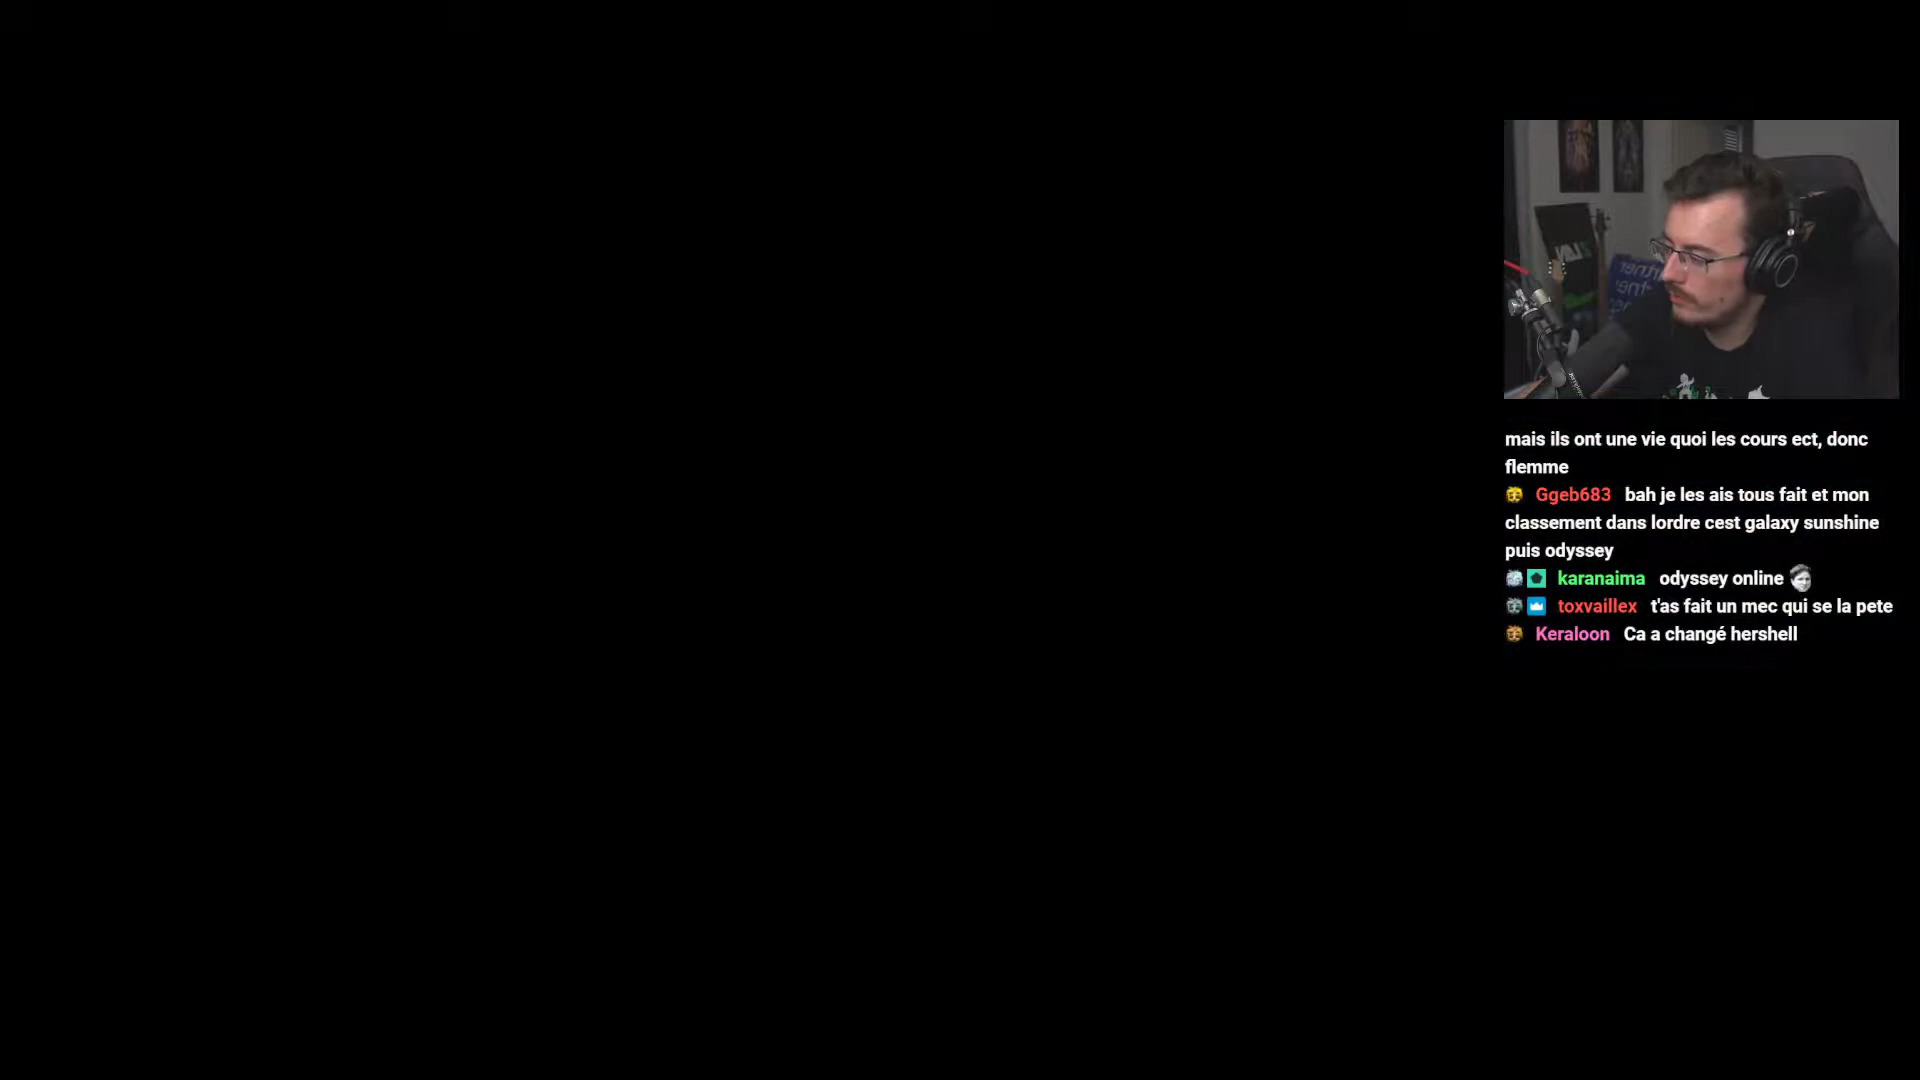 mais ils ont une vie quoi les cours ect, donc
flemme
Ggeb683 bah je les ais tous fait et mon
classement dans lordre cest galaxy sunshine
puis odyssey
karanaima odyssey online
toxvaillex t'as fait un mec qui se la pete
Keraloon Ca a changé hershell